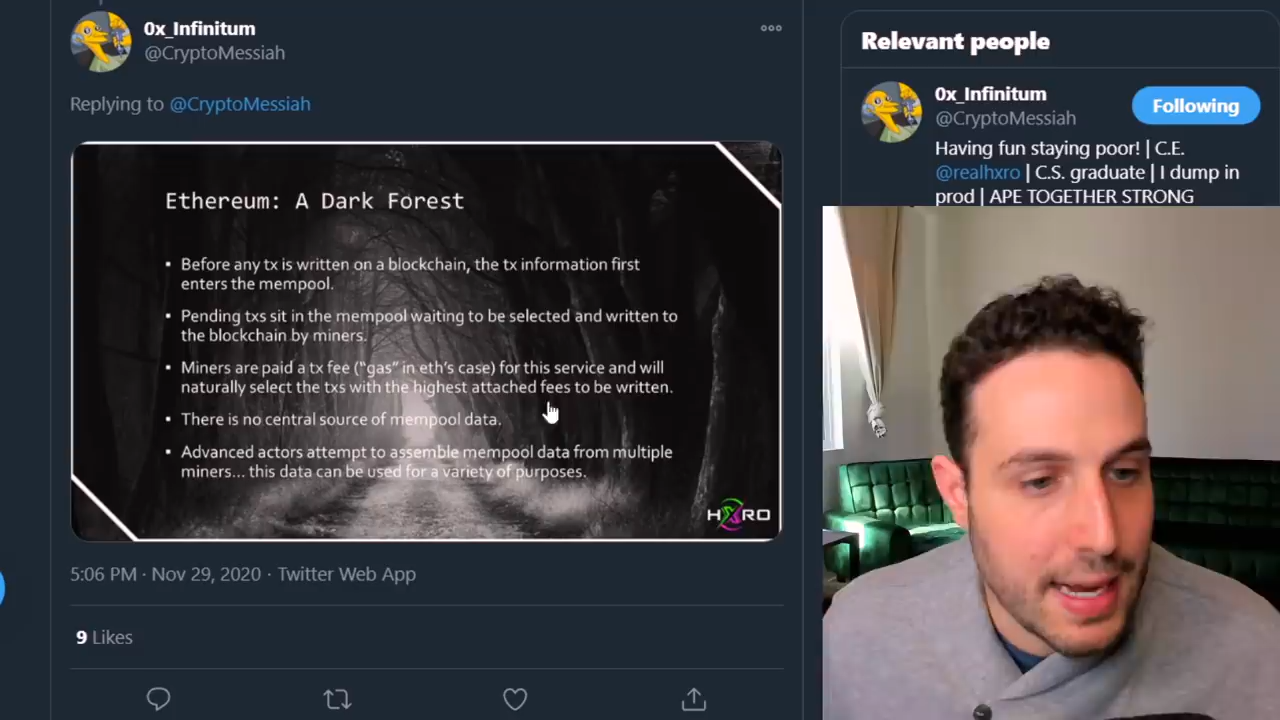 0x_Infinitum
@CryptoMessiah
Replying to @CryptoMessiah
Ethereum: A Dark Forest
▪ Before any tx is written on a blockchain, the tx information first
enters the mempool.
▪ Pending txs sit in the mempool waiting to be selected and written to
the blockchain by miners.
▪ Miners are paid a tx fee (“gas” in eth’s case) for this service and will
naturally select the txs with the highest attached fees to be written.
▪ There is no central source of mempool data.
▪ Advanced actors attempt to assemble mempool data from multiple
miners... this data can be used for a variety of purposes.
HXRO
5:06 PM · Nov 29, 2020 · Twitter Web App
9 Likes
Relevant people
0x_Infinitum
@CryptoMessiah
Following
Having fun staying poor! | C.E.
@realhxro | C.S. graduate | I dump in
prod | APE TOGETHER STRONG